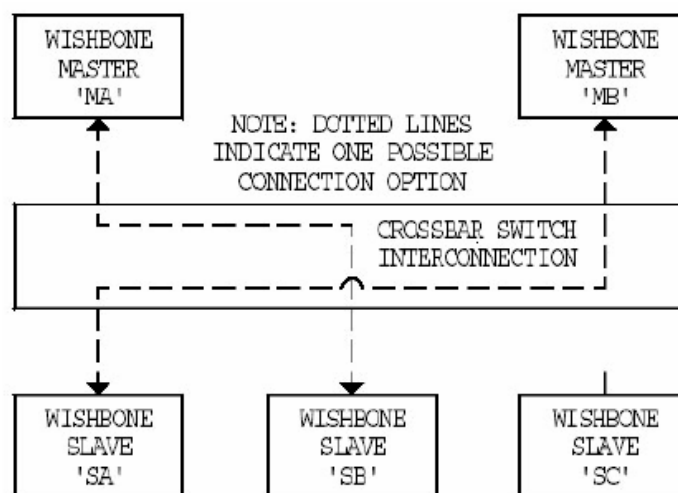 WISHBONE
MASTER
'MA'
WISHBONE
MASTER
'MB'
NOTE: DOTTED LINES
INDICATE ONE POSSIBLE
CONNECTION OPTION
CROSSBAR SWITCH
INTERCONNECTION
WISHBONE
SLAVE
'SA'
WISHBONE
SLAVE
'SB'
WISHBONE
SLAVE
'SC'